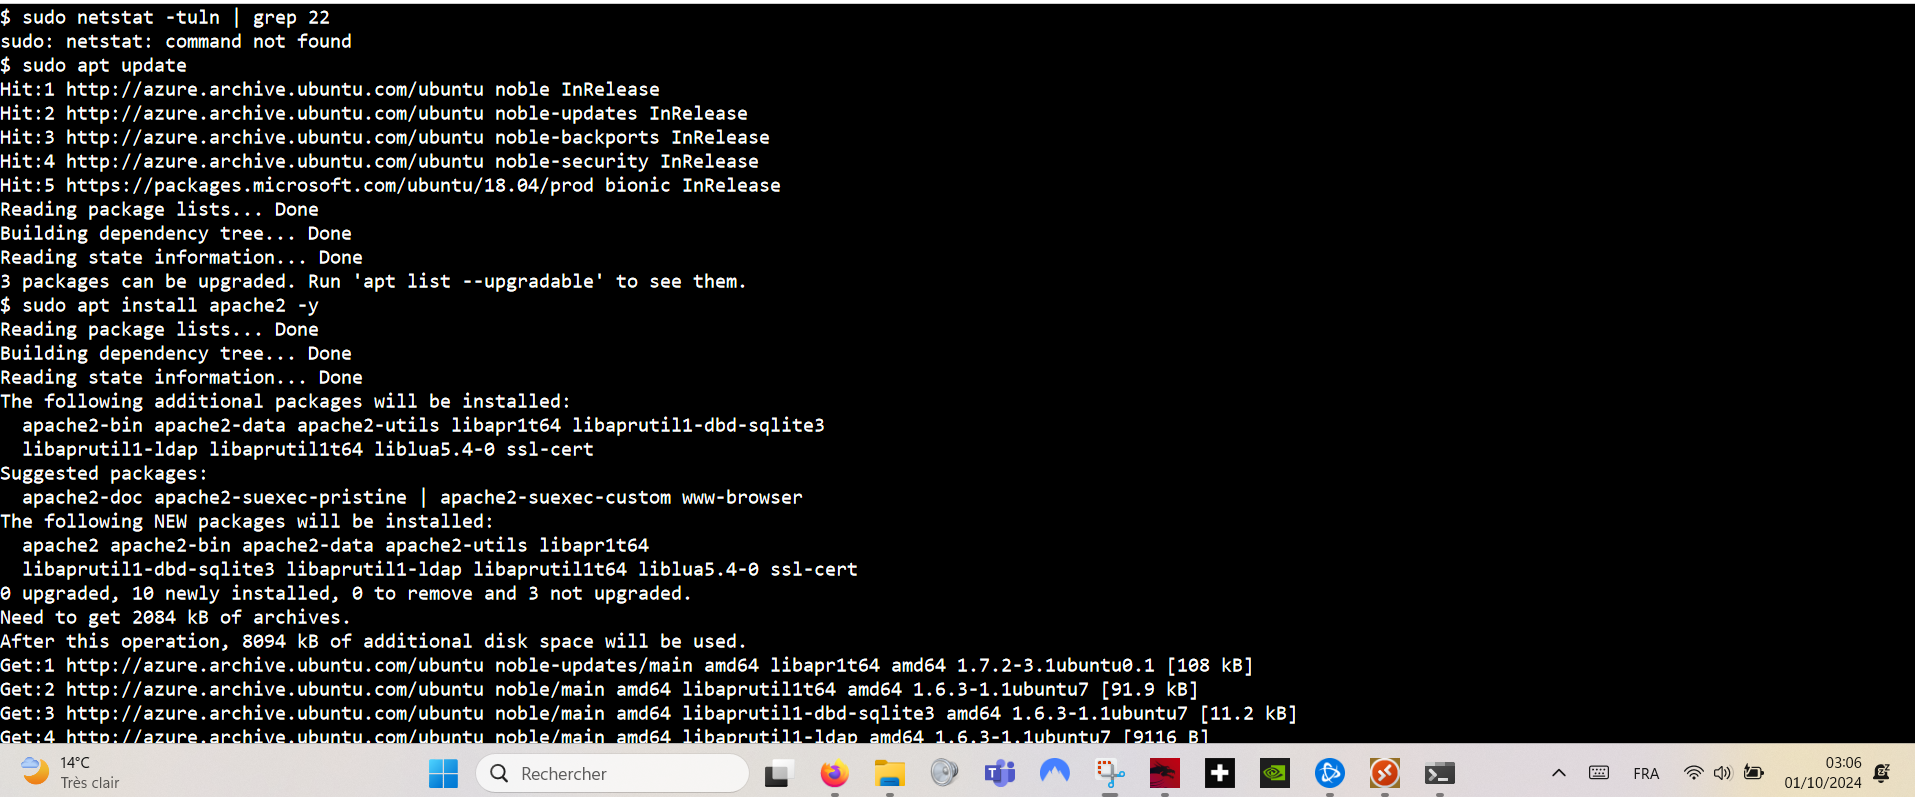 $ sudo netstat -tuln | grep 22
sudo: netstat: command not found
$ sudo apt update
Hit:1 http://azure.archive.ubuntu.com/ubuntu noble InRelease
Hit:2 http://azure.archive.ubuntu.com/ubuntu noble-updates InRelease
Hit:3 http://azure.archive.ubuntu.com/ubuntu noble-backports InRelease
Hit:4 http://azure.archive.ubuntu.com/ubuntu noble-security InRelease
Hit:5 https://packages.microsoft.com/ubuntu/18.04/prod bionic InRelease
Reading package lists... Done
Building dependency tree... Done
Reading state information... Done
3 packages can be upgraded. Run 'apt list --upgradable' to see them.
$ sudo apt install apache2 -y
Reading package lists... Done
Building dependency tree... Done
Reading state information... Done
The following additional packages will be installed:
  apache2-bin apache2-data apache2-utils libapr1t64 libaprutil1-dbd-sqlite3
  libaprutil1-ldap libaprutil1t64 liblua5.4-0 ssl-cert
Suggested packages:
  apache2-doc apache2-suexec-pristine | apache2-suexec-custom www-browser
The following NEW packages will be installed:
  apache2 apache2-bin apache2-data apache2-utils libapr1t64
  libaprutil1-dbd-sqlite3 libaprutil1-ldap libaprutil1t64 liblua5.4-0 ssl-cert
0 upgraded, 10 newly installed, 0 to remove and 3 not upgraded.
Need to get 2084 kB of archives.
After this operation, 8094 kB of additional disk space will be used.
Get:1 http://azure.archive.ubuntu.com/ubuntu noble-updates/main amd64 libapr1t64 amd64 1.7.2-3.1ubuntu0.1 [108 kB]
Get:2 http://azure.archive.ubuntu.com/ubuntu noble/main amd64 libaprutil1t64 amd64 1.6.3-1.1ubuntu7 [91.9 kB]
Get:3 http://azure.archive.ubuntu.com/ubuntu noble/main amd64 libaprutil1-dbd-sqlite3 amd64 1.6.3-1.1ubuntu7 [11.2 kB]
Get:4 http://azure.archive.ubuntu.com/ubuntu noble/main amd64 libaprutil1-ldap amd64 1.6.3-1.1ubuntu7 [9116 B]
14°C
Très clair
Rechercher
FRA
03:06
01/10/2024